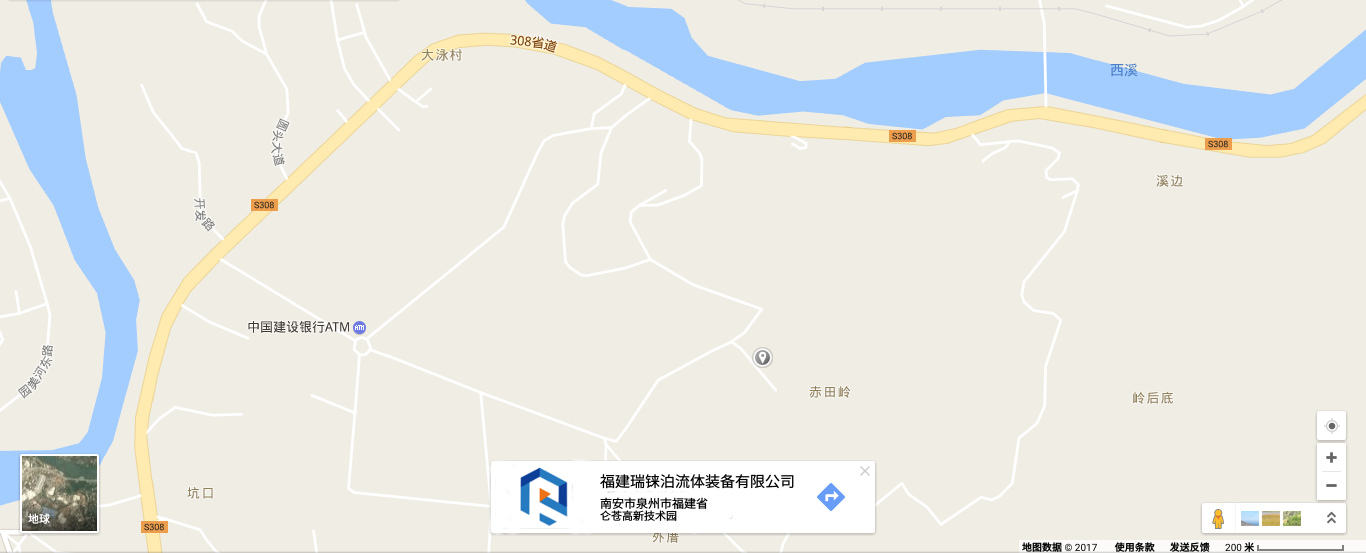 大泳村
308省道
西溪
圆头大道
S308
S308
溪边
开发路
S308
中国建设银行ATM
ATM
园美河东路
赤田岭
岭后底
福建瑞铼泊流体装备有限公司
南安市泉州市福建省
仑苍高新技术园
坑口
地球
S308
外厝
地图数据 © 2017 使用条款 发送反馈 200 米